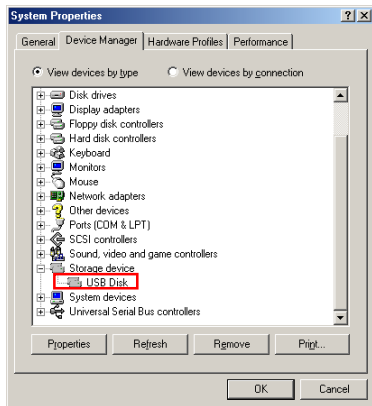 System Properties
General Device Manager Hardware Profiles Performance
View devices by type View devices by connection
Disk drives
Display adapters
Floppy disk controllers
Hard disk controllers
Keyboard
Monitors
Mouse
Network adapters
Other devices
Ports (COM & LPT)
SCSI controllers
Sound, video and game controllers
Storage device
USB Disk
System devices
Universal Serial Bus controllers
Properties Refresh Remove Print...
OK Cancel